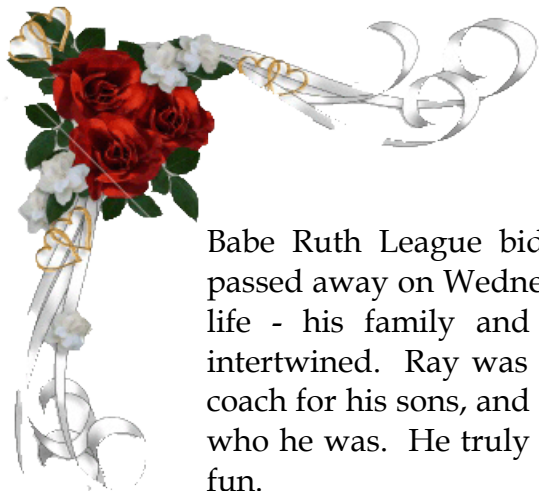 Babe Ruth League bid
passed away on Wedne
life - his family and
intertwined. Ray was
coach for his sons, and
who he was. He truly
fun.